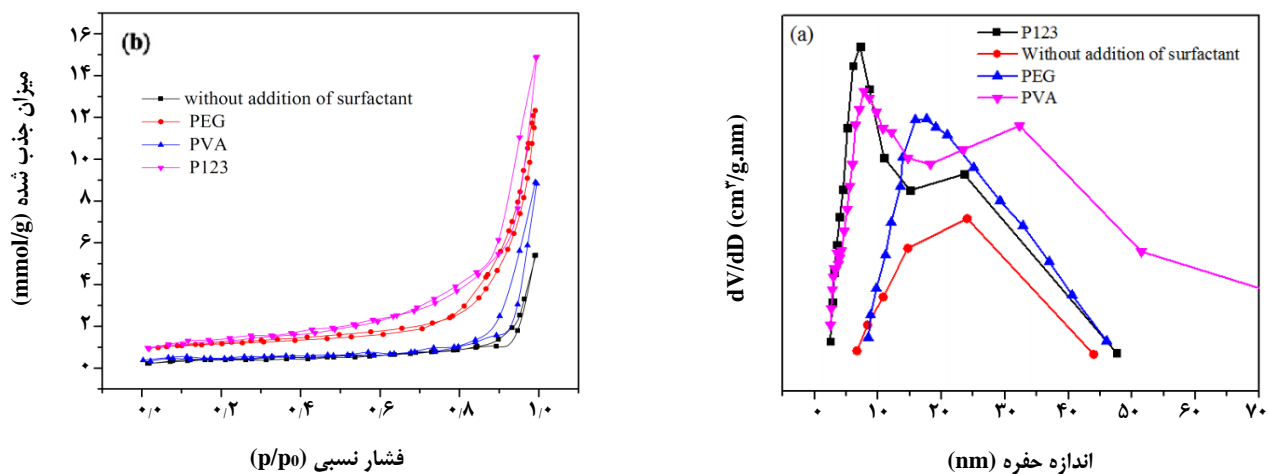 (b)
میزان جذب شده (mmol/g)
۱۶
۱۴
۱۲
۱۰
۸
۶
۴
۲
۰
without addition of surfactant
PEG
PVA
P123
۰/۰ ۰/۲ ۰/۴ ۰/۶ ۰/۸ ۱/۰
فشار نسبی (p/p₀)
(a)
dV/dD (cm³/g.nm)
P123
Without addition of surfactant
PEG
PVA
۰ ۱۰ ۲۰ ۳۰ ۴۰ ۵۰ ۶۰ ۷۰
اندازه حفره (nm)